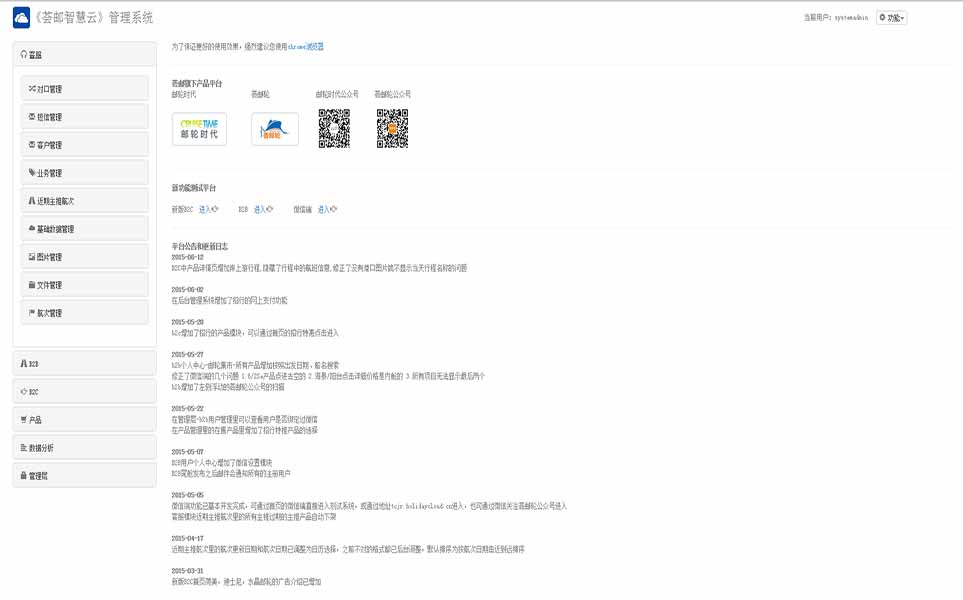 《荟邮智慧云》管理系统
当前用户: systemadmin
功能
为了保证更好的使用效果，强烈建议您使用chrome浏览器
客服
对口管理
短信管理
客户管理
业务管理
近期主推航次
基础数据管理
图片管理
文件管理
航次管理
B2B
B2C
产品
数据分析
管理层
荟邮旗下产品平台
邮轮时代
荟邮轮
邮轮时代公众号
荟邮轮公众号
CRUISETIME
邮轮时代
荟邮轮
新功能测试平台
新版B2C 进入
B2B 进入
微信端 进入
平台公告和更新日志
2015-06-12
B2C中产品详情页增加岸上游行程,隐藏了行程中的航班信息,修正了没有港口图片就不显示当天行程名称的问题
2015-06-02
在后台管理系统增加了招行的网上支付功能
2015-05-28
b2c增加了招行的产品模块，可以通过首页的招行特惠点击进入
2015-05-27
b2b个人中心-邮轮集市-所有产品增加按照出发日期、船名搜索
修正了微信端的几个问题 1.6/25a产品点进去空的 2.海景/阳台点击详细价格是内舱的 3.所有项目无法显示最后两个
b2b增加了左侧浮动的荟邮轮公众号的扫描
2015-05-22
在管理层-b2b用户管理里可以查看用户是否绑定过微信
在产品管理里的在售产品里增加了招行特推产品的选择
2015-05-07
B2B用户个人中心增加了微信设置模块
B2B尾舱发布之后邮件会通知所有的注册用户
2015-05-05
微信端功能已基本开发完成，可通过首页的微信端直接进入测试系统，或通过地址tcjr.holidaycloud.cn进入，也可通过微信关注荟邮轮公众号进入
客服模块近期主推航次里的所有主推过期的主推产品自动下架
2015-04-17
近期主推航次里的航次更新日期和航次日期已调整为日历选择，之前不对的格式都已后台调整，默认排序为按航次日期由近到远排序
2015-03-31
新版B2C首页简美，迪士尼，水晶邮轮的广告介绍已增加